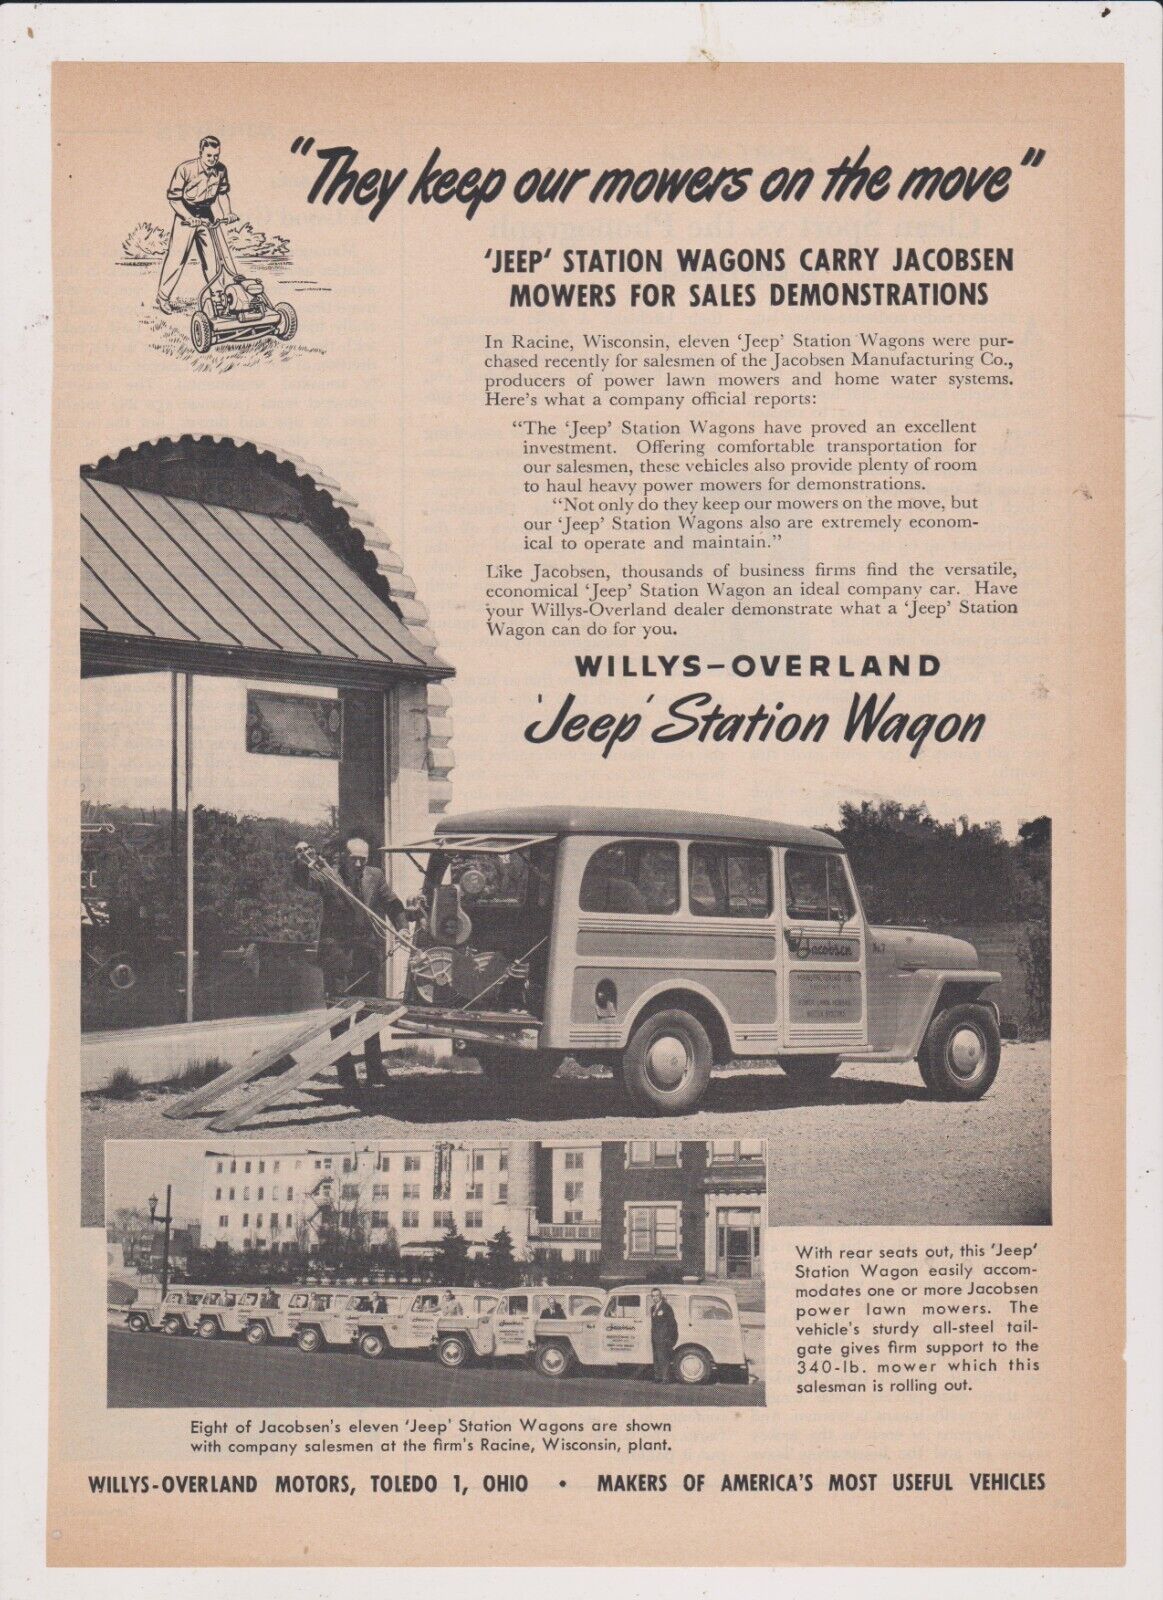 "They keep our mowers on the move"
'JEEP' STATION WAGONS CARRY JACOBSEN
MOWERS FOR SALES DEMONSTRATIONS
In Racine, Wisconsin, eleven 'Jeep' Station Wagons were pur-
chased recently for salesmen of the Jacobsen Manufacturing Co.,
producers of power lawn mowers and home water systems.
Here's what a company official reports:
"The 'Jeep' Station Wagons have proved an excellent
investment. Offering comfortable transportation for
our salesmen, these vehicles also provide plenty of room
to haul heavy power mowers for demonstrations.
"Not only do they keep our mowers on the move, but
our 'Jeep' Station Wagons also are extremely econom-
ical to operate and maintain."
Like Jacobsen, thousands of business firms find the versatile,
economical 'Jeep' Station Wagon an ideal company car. Have
your Willys-Overland dealer demonstrate what a 'Jeep' Station
Wagon can do for you.
WILLYS-OVERLAND
'Jeep' Station Wagon
Jacobsen
No. 7
MANUFACTURING CO.
POWER LAWN MOWERS
WATER SYSTEMS
With rear seats out, this 'Jeep'
Station Wagon easily accom-
modates one or more Jacobsen
power lawn mowers. The
vehicle's sturdy all-steel tail-
gate gives firm support to the
340-lb. mower which this
salesman is rolling out.
Eight of Jacobsen's eleven 'Jeep' Station Wagons are shown
with company salesmen at the firm's Racine, Wisconsin, plant.
WILLYS-OVERLAND MOTORS, TOLEDO 1, OHIO • MAKERS OF AMERICA'S MOST USEFUL VEHICLES